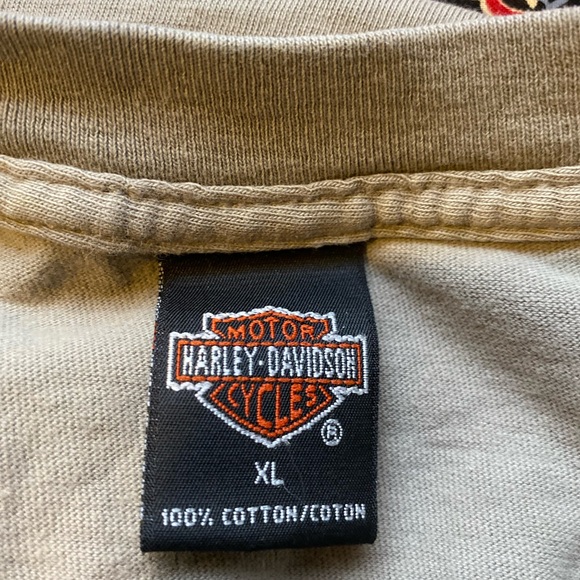 MOTOR
HARLEY-DAVIDSON
CYCLES
®
XL
100% COTTON/COTON